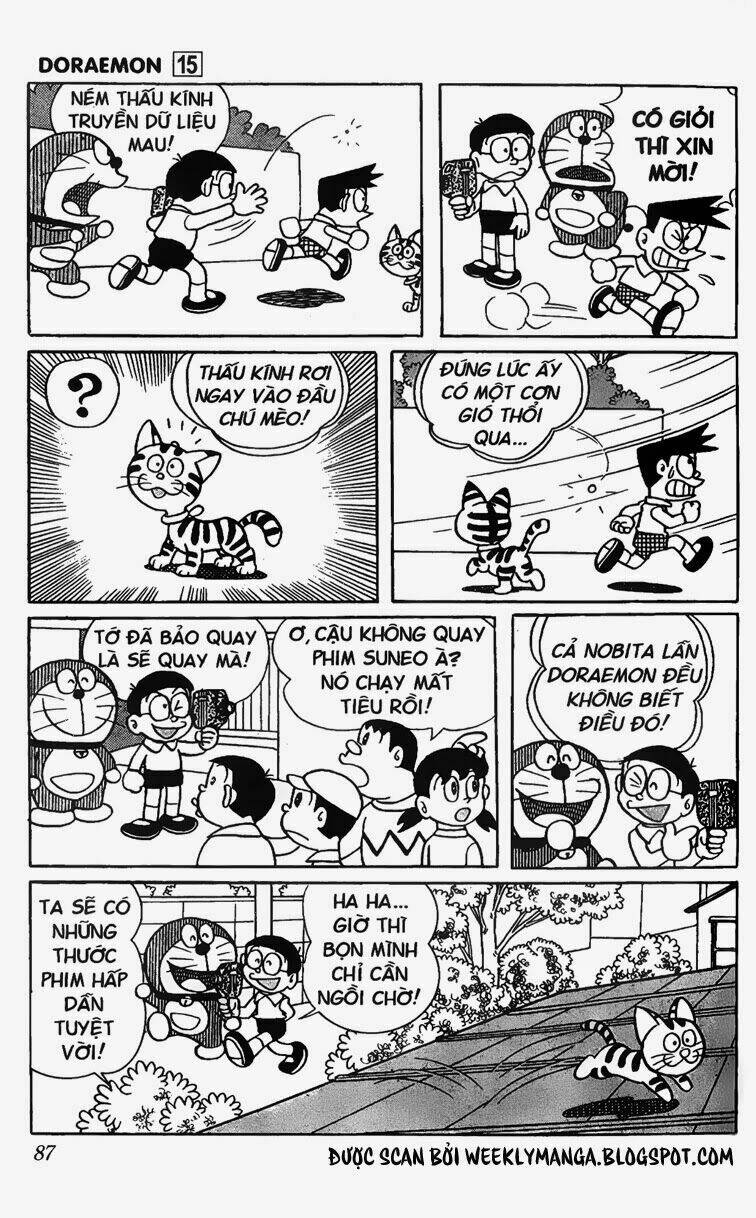 DORAEMON 15
NÉM THẤU KÍNH
TRUYỀN DỮ LIỆU
MAU!
CÓ GIỎI
THÌ XIN
MỜI!
?
THẤU KÍNH RƠI
NGAY VÀO ĐẦU
CHÚ MÈO!
ĐÚNG LÚC ẤY
CÓ MỘT CƠN
GIÓ THỔI
QUA...
TỚ ĐÃ BẢO QUAY
LÀ SẼ QUAY MÀ!
Ơ, CẬU KHÔNG QUAY
PHIM SUNEO À?
NÓ CHẠY MẤT
TIÊU RỒI!
CẢ NOBITA LẪN
DORAEMON ĐỀU
KHÔNG BIẾT
ĐIỀU ĐÓ!
TA SẼ CÓ
NHỮNG
THƯỚC
PHIM HẤP
DẪN
TUYỆT
VỜI!
HA HA...
GIỜ THÌ
BỌN MÌNH
CHỈ CẦN
NGỒI CHỜ!
87
ĐƯỢC SCAN BỞI WEEKLYMANGA.BLOGSPOT.COM